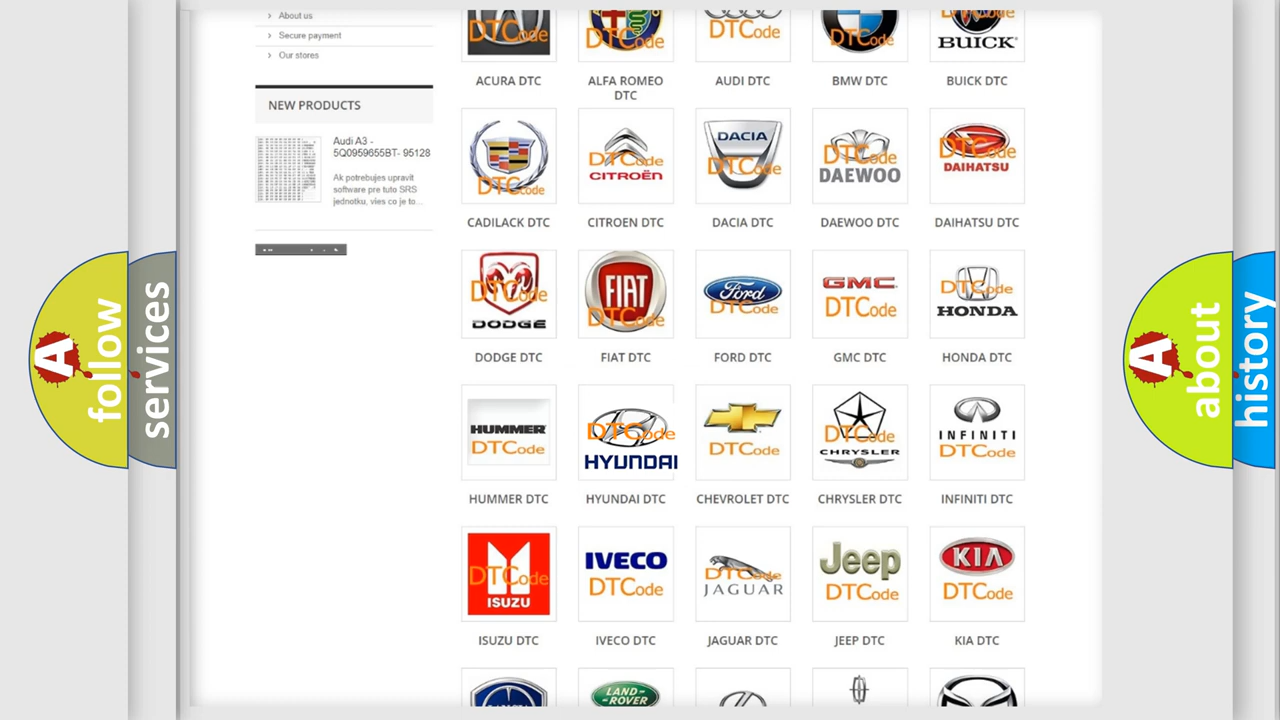 About us
Secure payment
Our stores
NEW PRODUCTS
Audi A3 -
5Q0959655BT- 95128
Ak potrebujes upravit
software pre tuto SRS
jednotku, vies co je to...
A
follow
services
A
about
history
DTCode
DTCode
DTCode
DTCode
BUICK
ACURA DTC
ALFA ROMEO
DTC
AUDI DTC
BMW DTC
BUICK DTC
DTCode
DTCode
CITROËN
DACIA
DTCode
DTCode
DAEWOO
DTCode
DAIHATSU
CADILACK DTC
CITROEN DTC
DACIA DTC
DAEWOO DTC
DAIHATSU DTC
DTCode
DODGE
FIAT
DTCode
Ford
DTCode
GMC
DTCode
DTCode
HONDA
DODGE DTC
FIAT DTC
FORD DTC
GMC DTC
HONDA DTC
HUMMER
DTCode
DTCode
HYUNDAI
DTCode
DTCode
CHRYSLER
INFINITI
DTCode
HUMMER DTC
HYUNDAI DTC
CHEVROLET DTC
CHRYSLER DTC
INFINITI DTC
DTCode
ISUZU
IVECO
DTCode
DTCode
JAGUAR
Jeep
DTCode
KIA
DTCode
ISUZU DTC
IVECO DTC
JAGUAR DTC
JEEP DTC
KIA DTC
LAND-
ROVER